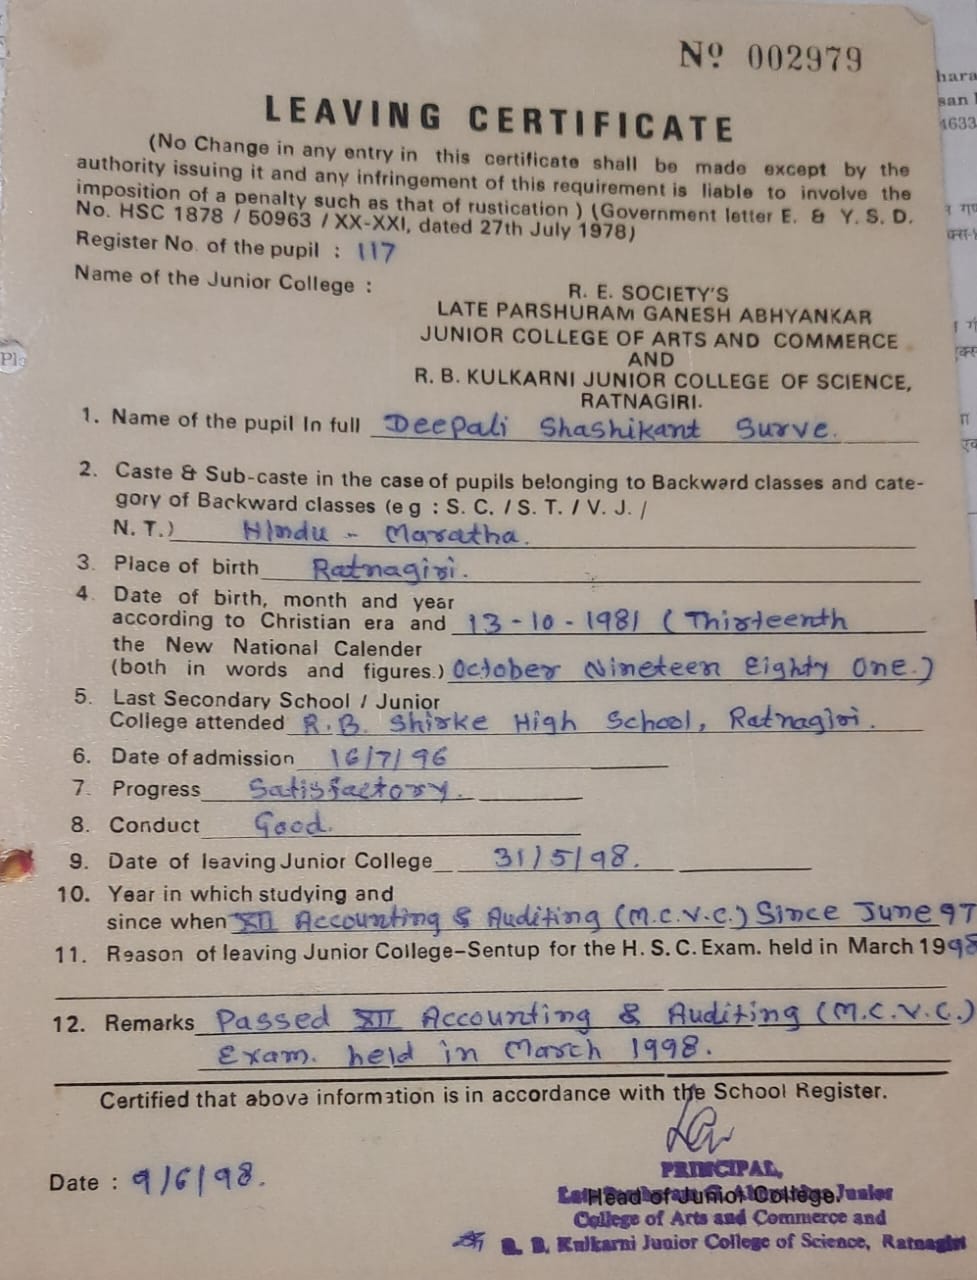 Nº 002979
LEAVING CERTIFICATE
(No Change in any entry in this certificate shall be made except by the
authority issuing it and any infringement of this requirement is liable to involve the
imposition of a penalty such as that of rustication ) (Government letter E. & Y. S. D.
No. HSC 1878 / 50963 / XX-XXI, dated 27th July 1978)
Register No. of the pupil : 117
Name of the Junior College :
R. E. SOCIETY'S
LATE PARSHURAM GANESH ABHYANKAR
JUNIOR COLLEGE OF ARTS AND COMMERCE
AND
R. B. KULKARNI JUNIOR COLLEGE OF SCIENCE,
RATNAGIRI.
1. Name of the pupil In full Deepali Shashikant Surve.
2. Caste & Sub-caste in the case of pupils belonging to Backward classes and cate-
gory of Backward classes (e g : S. C. / S. T. / V. J. /
N. T.) Hindu - Maratha.
3. Place of birth Ratnagiri.
4. Date of birth, month and year
according to Christian era and 13-10-1981 (Thirteenth
the New National Calender
(both in words and figures.) October Nineteen Eighty One.)
5. Last Secondary School / Junior
College attended R.B. Shirke High School, Ratnagiri.
6. Date of admission 16/7/96
7. Progress Satisfactory.
8. Conduct Good.
9. Date of leaving Junior College 31/5/98.
10. Year in which studying and
since when XII Accounting & Auditing (M.C.V.C.) Since June 97
11. Reason of leaving Junior College-Sentup for the H. S. C. Exam. held in March 1998
12. Remarks Passed XII Accounting & Auditing (M.C.V.C.)
Exam. held in March 1998.
Certified that above information is in accordance with the School Register.
Date : 9/6/98.
PRINCIPAL,
Head of Junior College.
Junior
College of Arts and Commerce and
R. B. Kulkarni Junior College of Science, Ratnagiri